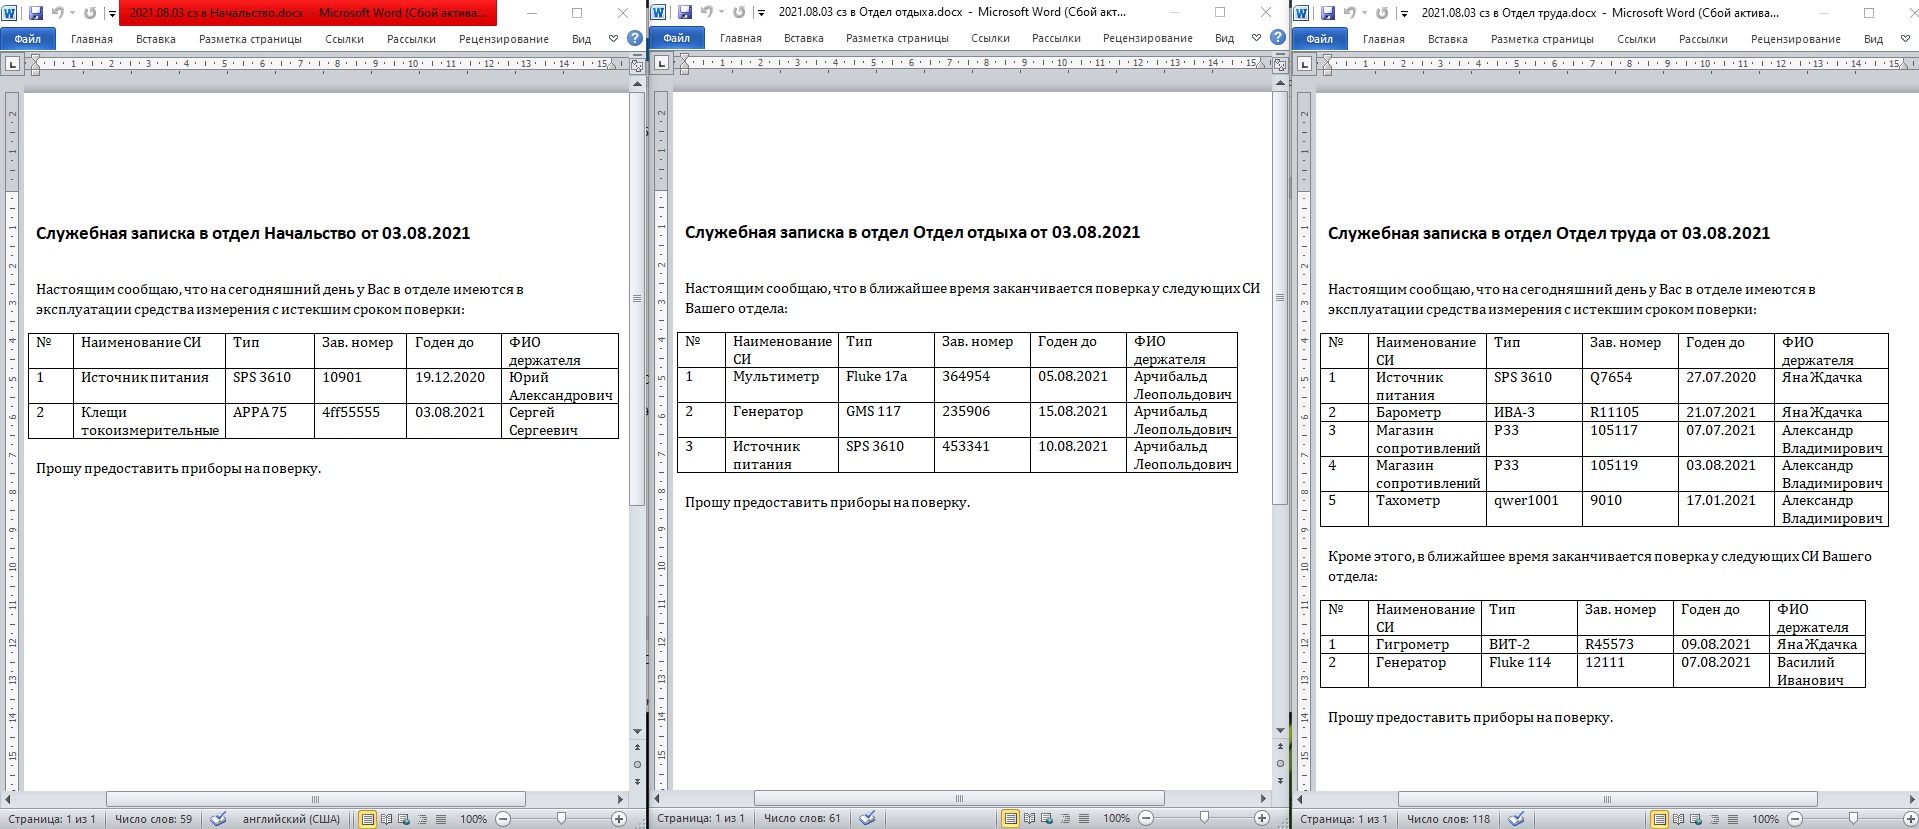 2021.08.03 сз в Начальство.docx - Microsoft Word (Сбой актива...
Файл Главная Вставка Разметка страницы Ссылки Рассылки Рецензирование Вид
Служебная записка в отдел Начальство от 03.08.2021
Настоящим сообщаю, что на сегодняшний день у Вас в отделе имеются в
эксплуатации средства измерения с истекшим сроком поверки:
№ Наименование СИ Тип Зав. номер Годен до ФИО
держателя
1 Источник питания SPS 3610 10901 19.12.2020 Юрий
Александрович
2 Клещи APPA 75 4ff55555 03.08.2021 Сергей
токоизмерительные Сергеевич
Прошу предоставить приборы на поверку.
Страница: 1 из 1 Число слов: 59 английский (США) 100%
2021.08.03 сз в Отдел отдыха.docx - Microsoft Word (Сбой акт...
Файл Главная Вставка Разметка страницы Ссылки Рассылки Рецензирование Вид
Служебная записка в отдел Отдел отдыха от 03.08.2021
Настоящим сообщаю, что в ближайшее время заканчивается поверка у следующих СИ
Вашего отдела:
№ Наименование Тип Зав. номер Годен до ФИО
СИ держателя
1 Мультиметр Fluke 17a 364954 05.08.2021 Арчибальд
Леопольдович
2 Генератор GMS 117 235906 15.08.2021 Арчибальд
Леопольдович
3 Источник SPS 3610 453341 10.08.2021 Арчибальд
питания Леопольдович
Прошу предоставить приборы на поверку.
Страница: 1 из 1 Число слов: 61 100%
2021.08.03 сз в Отдел труда.docx - Microsoft Word (Сбой актива...
Файл Главная Вставка Разметка страницы Ссылки Рассылки Рецензирование Вид
Служебная записка в отдел Отдел труда от 03.08.2021
Настоящим сообщаю, что на сегодняшний день у Вас в отделе имеются в
эксплуатации средства измерения с истекшим сроком поверки:
№ Наименование Тип Зав. номер Годен до ФИО
СИ держателя
1 Источник SPS 3610 Q7654 27.07.2020 Яна Ждачка
питания
2 Барометр ИВА-3 R11105 21.07.2021 Яна Ждачка
3 Магазин Р33 105117 07.07.2021 Александр
сопротивлений Владимирович
4 Магазин Р33 105119 03.08.2021 Александр
сопротивлений Владимирович
5 Тахометр qwer1001 9010 17.01.2021 Александр
Владимирович
Кроме этого, в ближайшее время заканчивается поверка у следующих СИ Вашего
отдела:
№ Наименование Тип Зав. номер Годен до ФИО
СИ держателя
1 Гигрометр ВИТ-2 R45573 09.08.2021 Яна Ждачка
2 Генератор Fluke 114 12111 07.08.2021 Василий
Иванович
Прошу предоставить приборы на поверку.
Страница: 1 из 1 Число слов: 118 100%